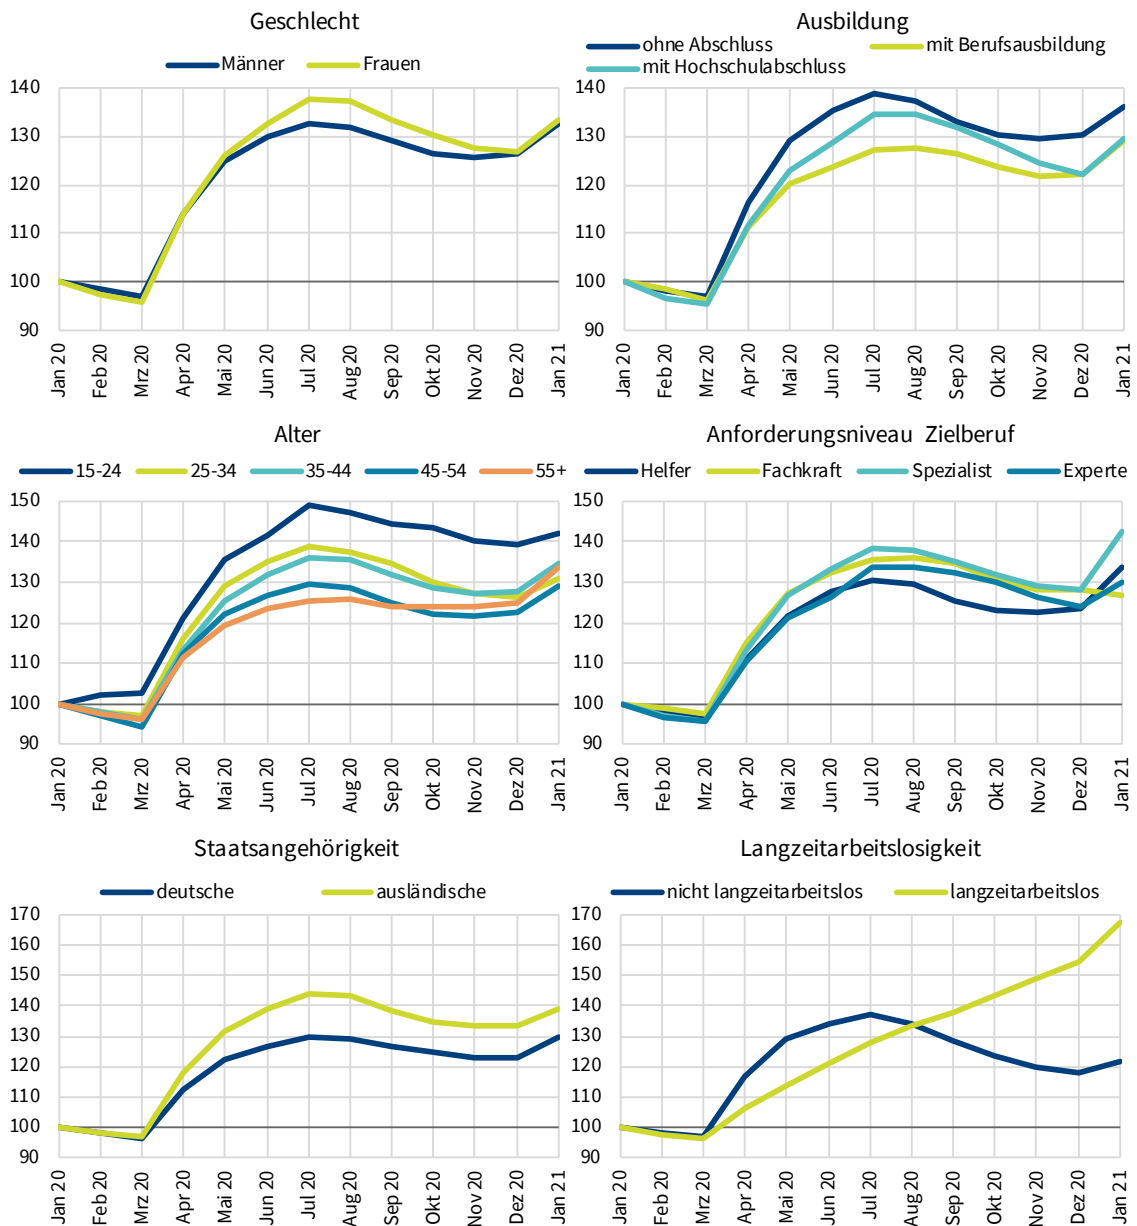 Geschlecht
Männer Frauen
140
130
120
110
100
90
Jan 20 Feb 20 Mrz 20 Apr 20 Mai 20 Jun 20 Jul 20 Aug 20 Sep 20 Okt 20 Nov 20 Dez 20 Jan 21
Ausbildung
ohne Abschluss mit Berufsausbildung
mit Hochschulabschluss
140
130
120
110
100
90
Jan 20 Feb 20 Mrz 20 Apr 20 Mai 20 Jun 20 Jul 20 Aug 20 Sep 20 Okt 20 Nov 20 Dez 20 Jan 21
Alter
15-24 25-34 35-44 45-54 55+
150
140
130
120
110
100
90
Jan 20 Feb 20 Mrz 20 Apr 20 Mai 20 Jun 20 Jul 20 Aug 20 Sep 20 Okt 20 Nov 20 Dez 20 Jan 21
Anforderungsniveau Zielberuf
Helfer Fachkraft Spezialist Experte
150
140
130
120
110
100
90
Jan 20 Feb 20 Mrz 20 Apr 20 Mai 20 Jun 20 Jul 20 Aug 20 Sep 20 Okt 20 Nov 20 Dez 20 Jan 21
Staatsangehörigkeit
deutsche ausländische
170
160
150
140
130
120
110
100
90
Jan 20 Feb 20 Mrz 20 Apr 20 Mai 20 Jun 20 Jul 20 Aug 20 Sep 20 Okt 20 Nov 20 Dez 20 Jan 21
Langzeitarbeitslosigkeit
nicht langzeitarbeitslos langzeitarbeitslos
170
160
150
140
130
120
110
100
90
Jan 20 Feb 20 Mrz 20 Apr 20 Mai 20 Jun 20 Jul 20 Aug 20 Sep 20 Okt 20 Nov 20 Dez 20 Jan 21